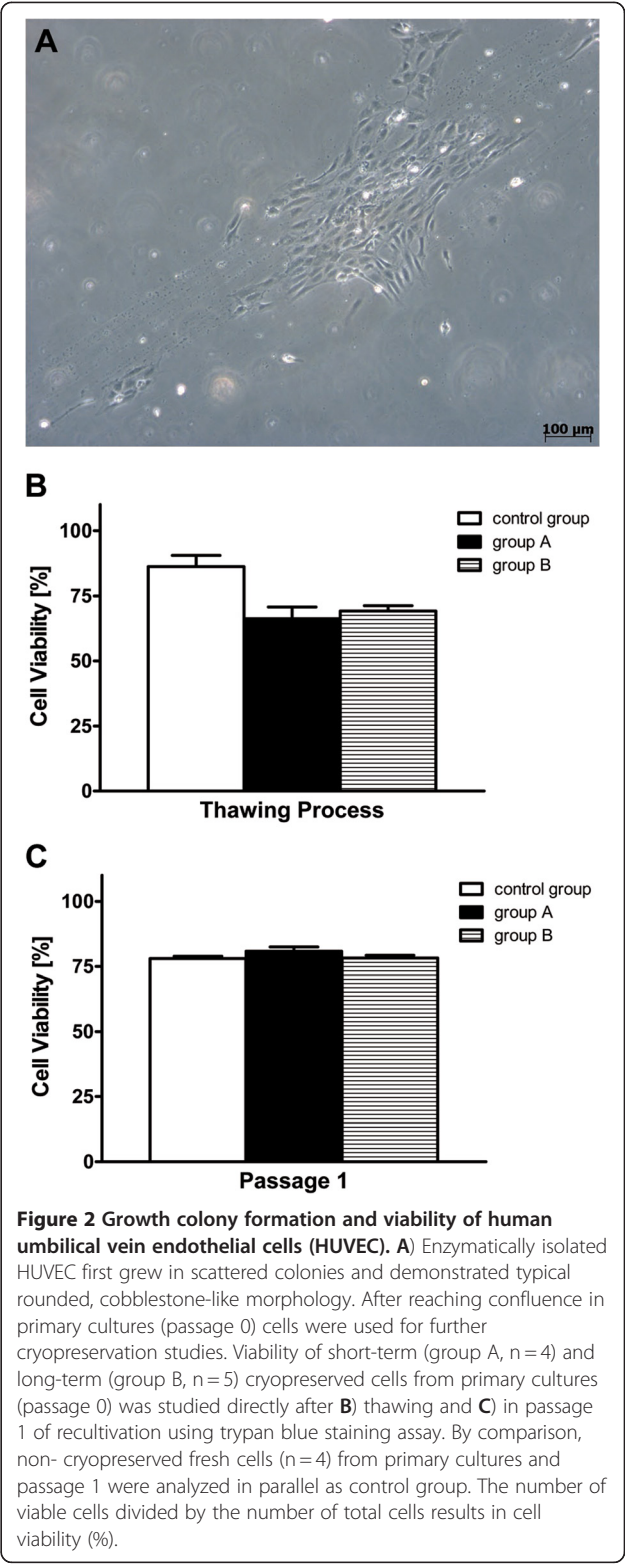 A
100 µm
B
100
75
50
25
0
Cell Viability [%]
control group
group A
group B
Thawing Process
C
100
75
50
25
0
Cell Viability [%]
control group
group A
group B
Passage 1
Figure 2 Growth colony formation and viability of human
umbilical vein endothelial cells (HUVEC). A) Enzymatically isolated
HUVEC first grew in scattered colonies and demonstrated typical
rounded, cobblestone-like morphology. After reaching confluence in
primary cultures (passage 0) cells were used for further
cryopreservation studies. Viability of short-term (group A, n = 4) and
long-term (group B, n = 5) cryopreserved cells from primary cultures
(passage 0) was studied directly after B) thawing and C) in passage
1 of recultivation using trypan blue staining assay. By comparison,
non- cryopreserved fresh cells (n = 4) from primary cultures and
passage 1 were analyzed in parallel as control group. The number of
viable cells divided by the number of total cells results in cell
viability (%).